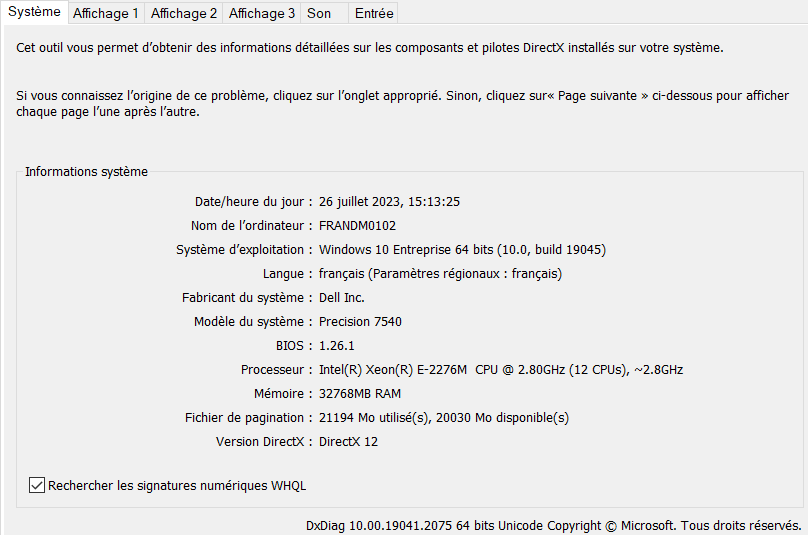 Système Affichage 1 Affichage 2 Affichage 3 Son Entrée
Cet outil vous permet d'obtenir des informations détaillées sur les composants et pilotes DirectX installés sur votre système.
Si vous connaissez l'origine de ce problème, cliquez sur l'onglet approprié. Sinon, cliquez sur« Page suivante » ci-dessous pour afficher
chaque page l'une après l'autre.
Informations système
Date/heure du jour : 26 juillet 2023, 15:13:25
Nom de l'ordinateur : FRANDM0102
Système d'exploitation : Windows 10 Entreprise 64 bits (10.0, build 19045)
Langue : français (Paramètres régionaux : français)
Fabricant du système : Dell Inc.
Modèle du système : Precision 7540
BIOS : 1.26.1
Processeur : Intel(R) Xeon(R) E-2276M  CPU @ 2.80GHz (12 CPUs), ~2.8GHz
Mémoire : 32768MB RAM
Fichier de pagination : 21194 Mo utilisé(s), 20030 Mo disponible(s)
Version DirectX : DirectX 12
Rechercher les signatures numériques WHQL
DxDiag 10.00.19041.2075 64 bits Unicode Copyright © Microsoft. Tous droits réservés.